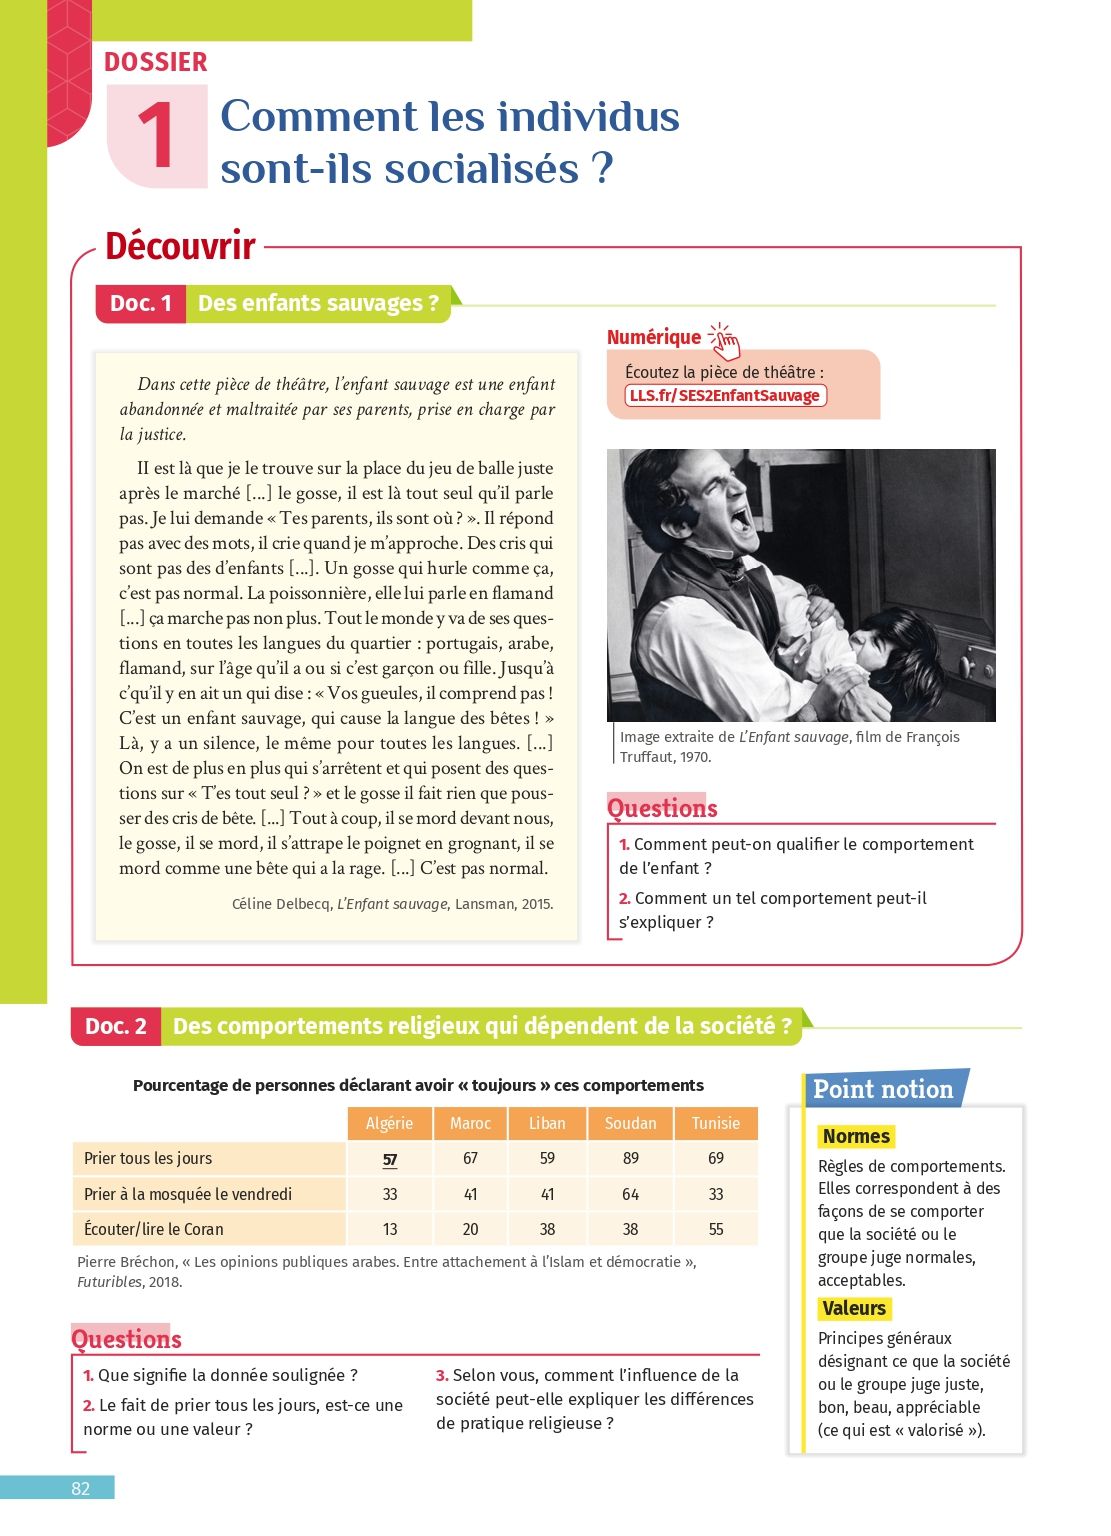 DOSSIER
1
Comment les individus
sont-ils socialisés ?
Découvrir
Doc. 1 Des enfants sauvages ?
Dans cette pièce de théâtre, l’enfant sauvage est une enfant
abandonnée et maltraitée par ses parents, prise en charge par
la justice.
II est là que je le trouve sur la place du jeu de balle juste
après le marché [...] le gosse, il est là tout seul qu’il parle
pas. Je lui demande « Tes parents, ils sont où ? ». Il répond
pas avec des mots, il crie quand je m’approche. Des cris qui
sont pas des d’enfants [...]. Un gosse qui hurle comme ça,
c’est pas normal. La poissonnière, elle lui parle en flamand
[...] ça marche pas non plus. Tout le monde y va de ses ques-
tions en toutes les langues du quartier : portugais, arabe,
flamand, sur l’âge qu’il a ou si c’est garçon ou fille. Jusqu’à
c’qu’il y en ait un qui dise : « Vos gueules, il comprend pas !
C’est un enfant sauvage, qui cause la langue des bêtes ! »
Là, y a un silence, le même pour toutes les langues. [...]
On est de plus en plus qui s’arrêtent et qui posent des ques-
tions sur « T’es tout seul ? » et le gosse il fait rien que pous-
ser des cris de bête. [...] Tout à coup, il se mord devant nous,
le gosse, il se mord, il s’attrape le poignet en grognant, il se
mord comme une bête qui a la rage. [...] C’est pas normal.
Céline Delbecq, L’Enfant sauvage, Lansman, 2015.
Numérique
Écoutez la pièce de théâtre :
LLS.fr/SES2EnfantSauvage
Image extraite de L’Enfant sauvage, film de François
Truffaut, 1970.
Questions
1. Comment peut-on qualifier le comportement
de l’enfant ?
2. Comment un tel comportement peut-il
s’expliquer ?
Doc. 2 Des comportements religieux qui dépendent de la société ?
Pourcentage de personnes déclarant avoir « toujours » ces comportements
Algérie Maroc Liban Soudan Tunisie
Prier tous les jours 57 67 59 89 69
Prier à la mosquée le vendredi 33 41 41 64 33
Écouter/lire le Coran 13 20 38 38 55
Pierre Bréchon, « Les opinions publiques arabes. Entre attachement à l’Islam et démocratie »,
Futuribles, 2018.
Questions
1. Que signifie la donnée soulignée ?
2. Le fait de prier tous les jours, est-ce une
norme ou une valeur ?
3. Selon vous, comment l’influence de la
société peut-elle expliquer les différences
de pratique religieuse ?
Point notion
Normes
Règles de comportements.
Elles correspondent à des
façons de se comporter
que la société ou le
groupe juge normales,
acceptables.
Valeurs
Principes généraux
désignant ce que la société
ou le groupe juge juste,
bon, beau, appréciable
(ce qui est « valorisé »).
82